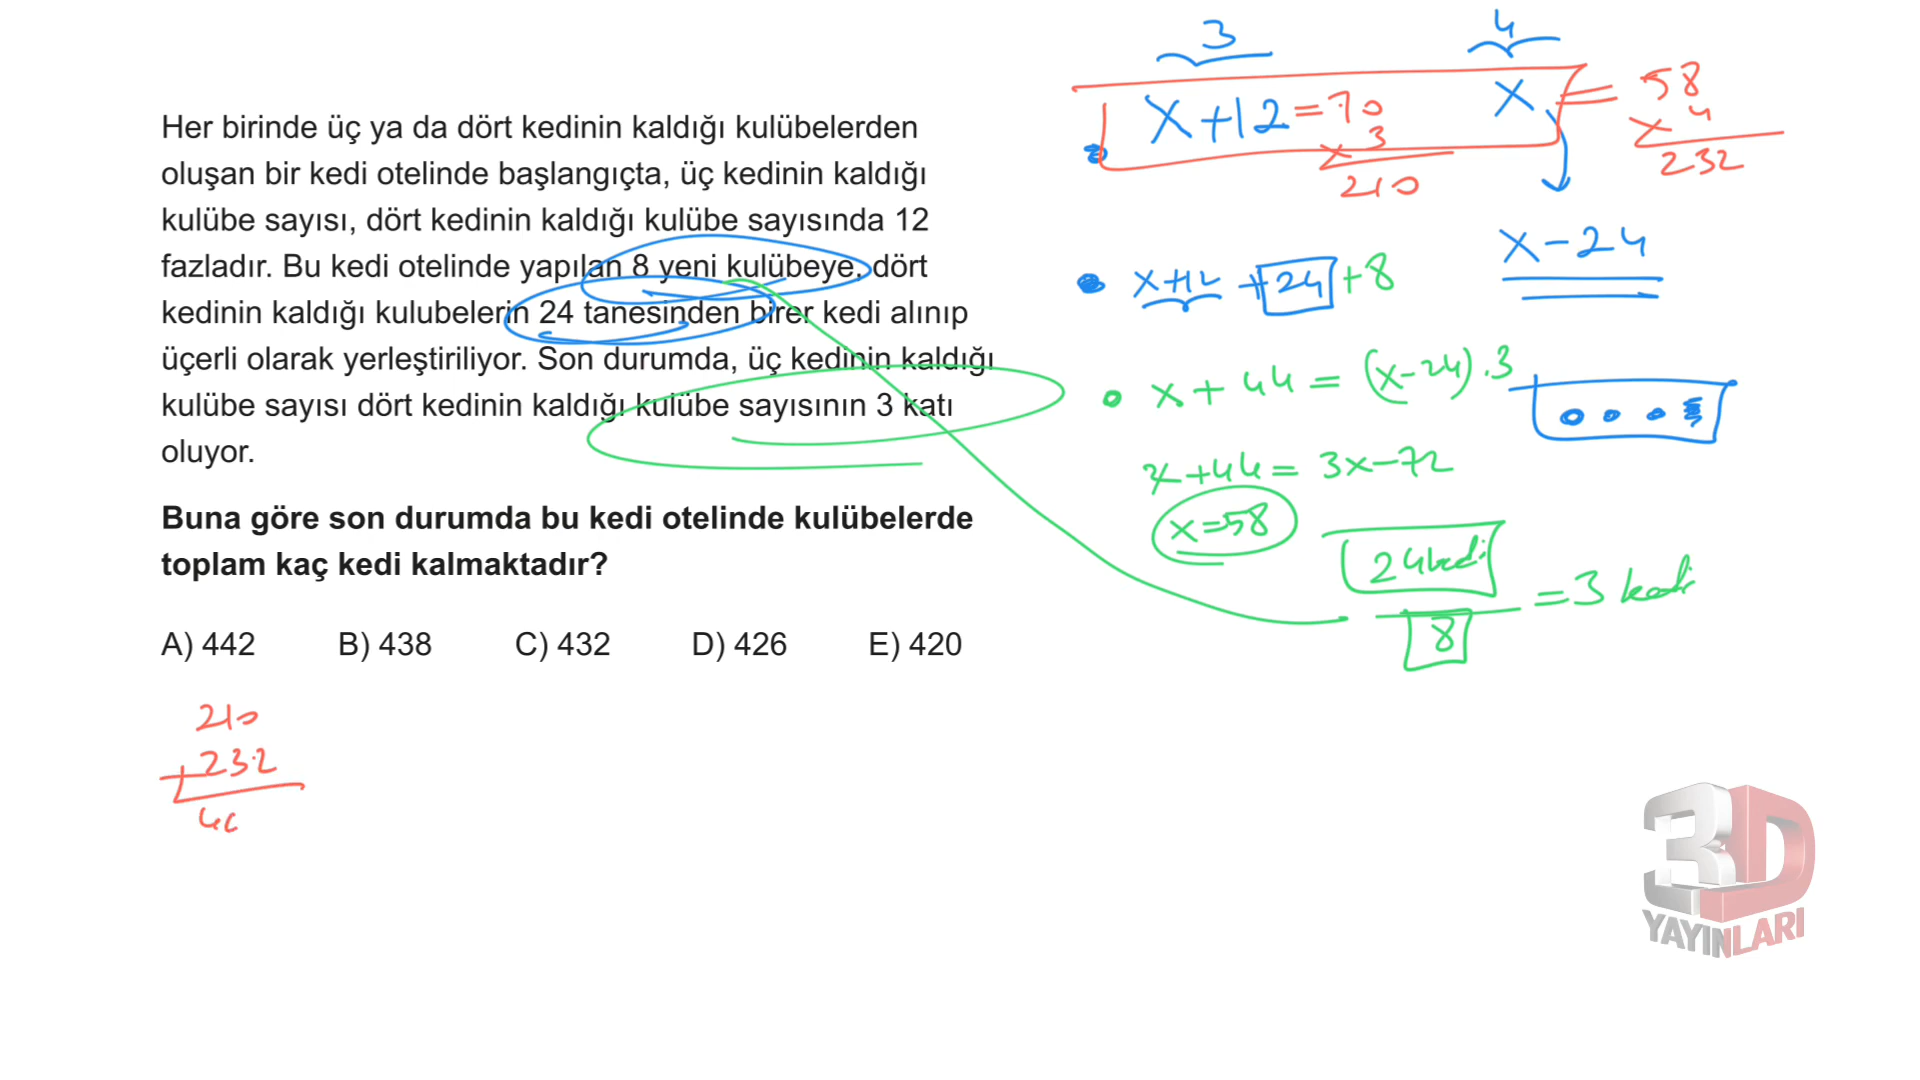 Her birinde üç ya da dört kedinin kaldığı kulübelerden
oluşan bir kedi otelinde başlangıçta, üç kedinin kaldığı
kulübe sayısı, dört kedinin kaldığı kulübe sayısında 12
fazladır. Bu kedi otelinde yapılan 8 yeni kulübeye, dört
kedinin kaldığı kulubelerin 24 tanesinden birer kedi alınıp
üçerli olarak yerleştiriliyor. Son durumda, üç kedinin kaldığı
kulübe sayısı dört kedinin kaldığı kulübe sayısının 3 katı
oluyor.
Buna göre son durumda bu kedi otelinde kulübelerde
toplam kaç kedi kalmaktadır?
A) 442 B) 438 C) 432 D) 426 E) 420
210
+ 232
44
3 4
x+12 = 70 x = 58
x 3 x 4
210 232
x+12 +24 +8 x-24
x + 44 = (x-24).3
x+44 = 3x-72
x=58
24 kedi
8
= 3 kedi
3D
YAYINLARI